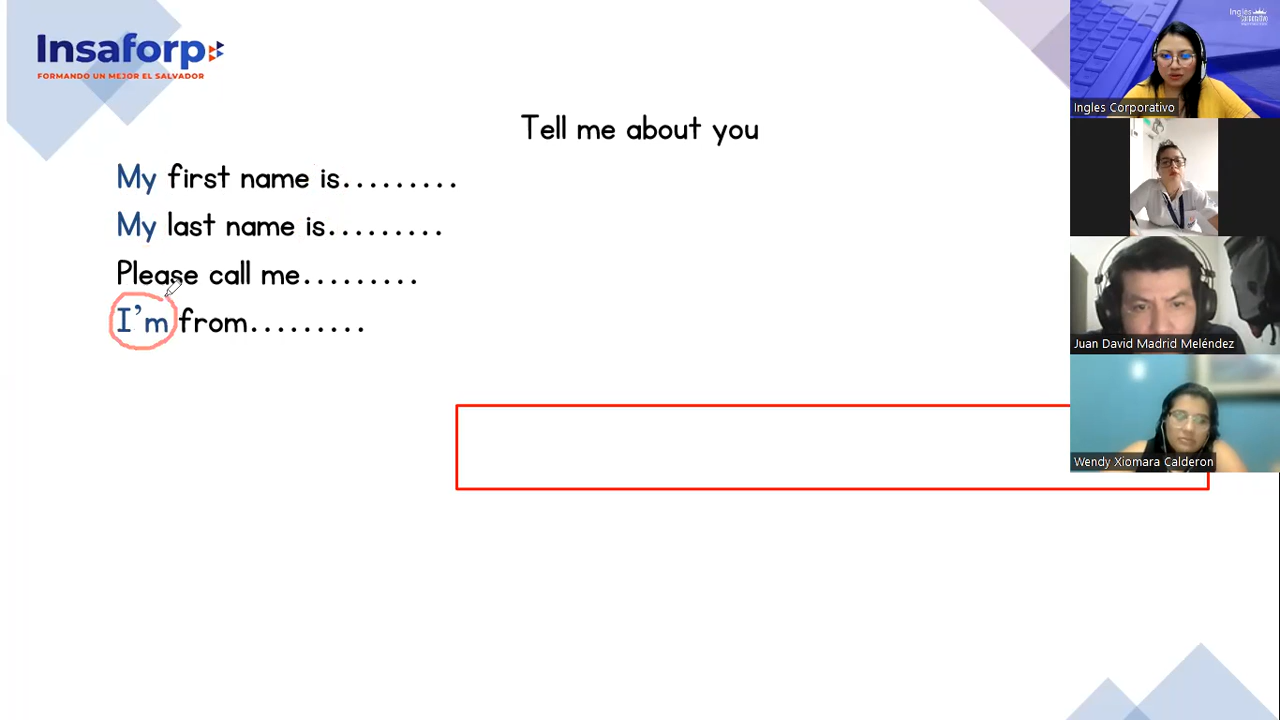 Insaforp
FORMANDO UN MEJOR EL SALVADOR
Tell me about you
My first name is.........
My last name is.........
Please call me.........
I'm from.........
Ingles
Ingles Corporativo
Juan David Madrid Meléndez
Wendy Xiomara Calderon